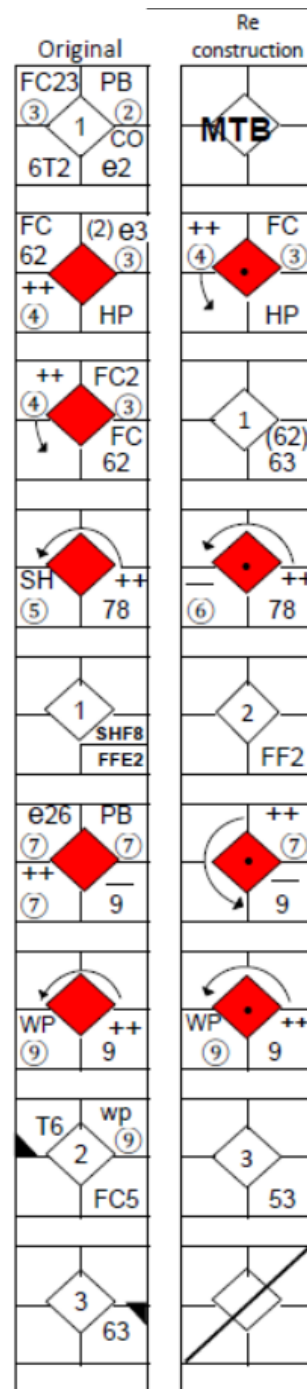 Re
Original construction
FC23 PB
③ 1 ②
CO
6T2 e2
MTB
FC (2) e3
62 ③
++
④ HP
++ FC
④ ③
HP
++ FC2
④ ③
FC
62
1
(62)
63
SH ++
⑤ 78
— ++
⑥ 78
1
SHF8
FFE2
2
FF2
e26 PB
⑦ ⑦
++ —
⑦ 9
++
⑦
—
9
WP ++
⑨ 9
WP ++
⑨ 9
T6 wp
2 ⑨
FC5
3
53
3
63